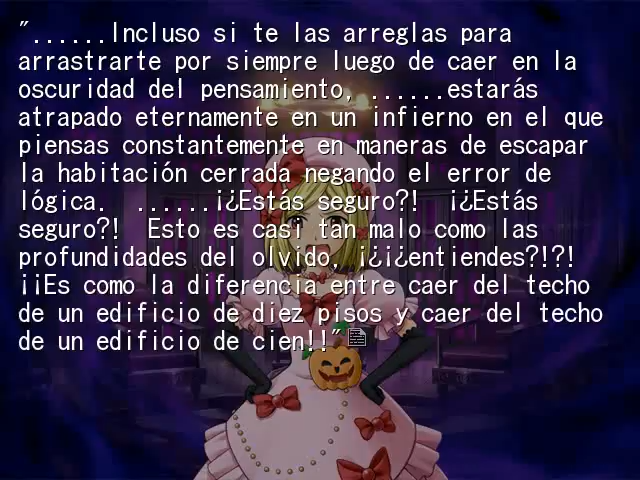 "......Incluso si te las arreglas para
arrastrarte por siempre luego de caer en la
oscuridad del pensamiento, ......estarás
atrapado eternamente en un infierno en el que
piensas constantemente en maneras de escapar
la habitación cerrada negando el error de
lógica.  ......¡¿Estás seguro?!  ¡¿Estás
seguro?!  Esto es casi tan malo como las
profundidades del olvido, ¡¿¡¿entiendes?!?!
¡¡Es como la diferencia entre caer del techo
de un edificio de diez pisos y caer del techo
de un edificio de cien!!"